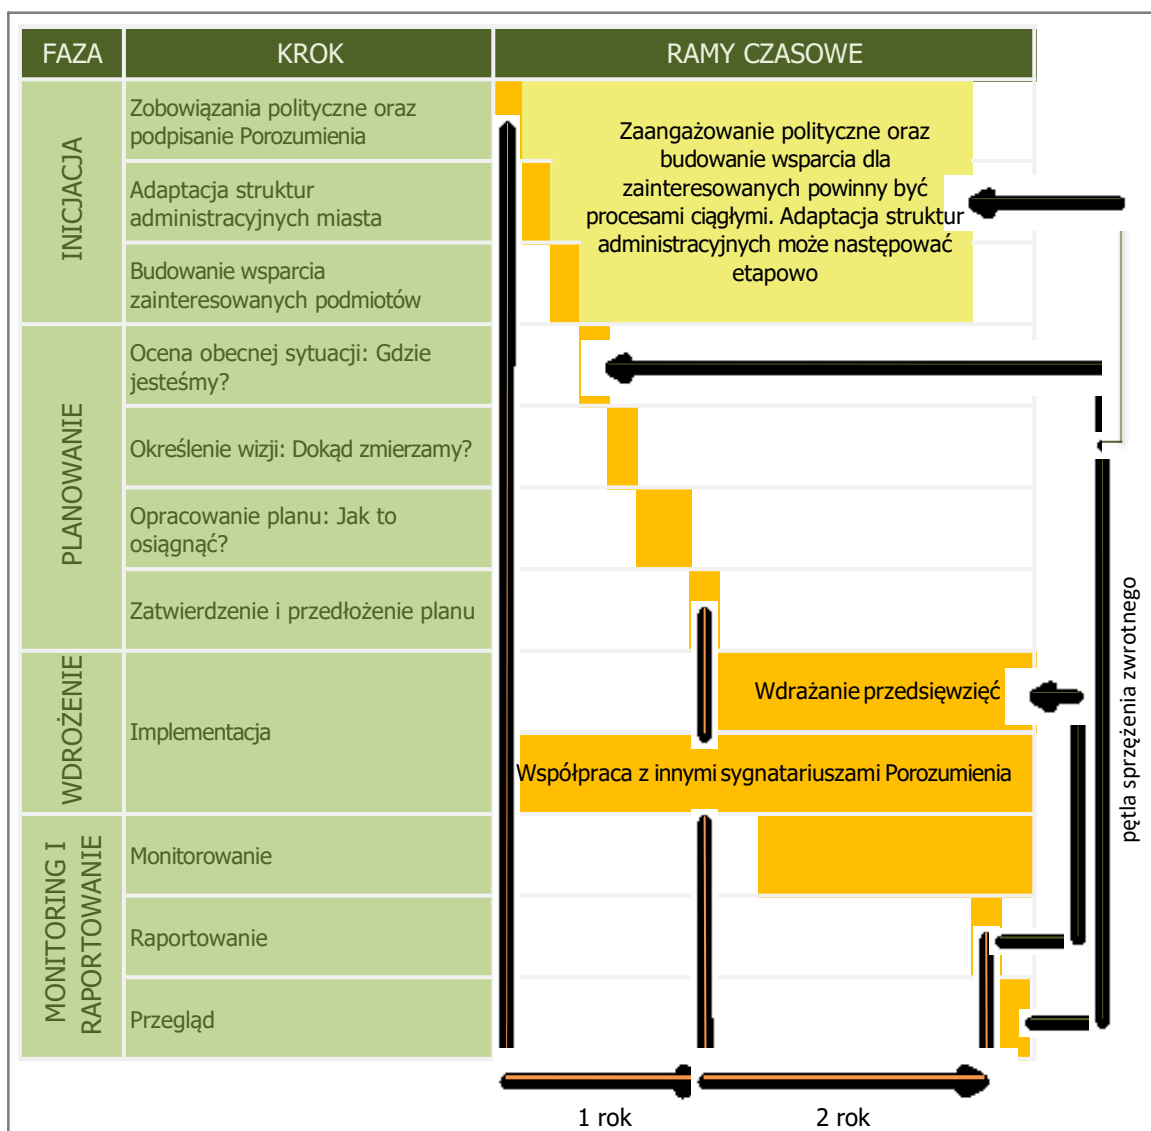 FAZA
KROK
RAMY CZASOWE
INICJACJA
Zobowiązania polityczne oraz
podpisanie Porozumienia
Adaptacja struktur
administracyjnych miasta
Budowanie wsparcia
zainteresowanych podmiotów
Zaangażowanie polityczne oraz
budowanie wsparcia dla
zainteresowanych powinny być
procesami ciągłymi. Adaptacja struktur
administracyjnych może następować
etapowo
PLANOWANIE
Ocena obecnej sytuacji: Gdzie
jesteśmy?
Określenie wizji: Dokąd zmierzamy?
Opracowanie planu: Jak to
osiągnąć?
Zatwierdzenie i przedłożenie planu
WDROŻENIE
Implementacja
Wdrażanie przedsięwzięć
Współpraca z innymi sygnatariuszami Porozumienia
MONITORING I
RAPORTOWANIE
Monitorowanie
Raportowanie
Przegląd
pętla sprzężenia zwrotnego
1 rok
2 rok